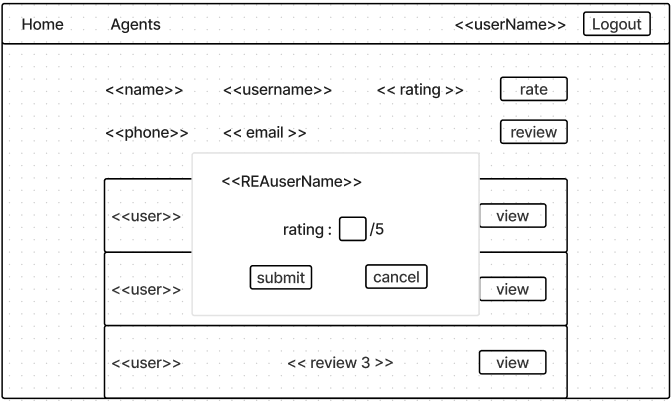 Home Agents <<userName>> Logout
<<name>> <<username>> << rating >> rate
<<phone>> << email >> review
<<REAuserName>>
<<user>> view
rating : /5
submit cancel
<<user>> view
<<user>> << review 3 >> view